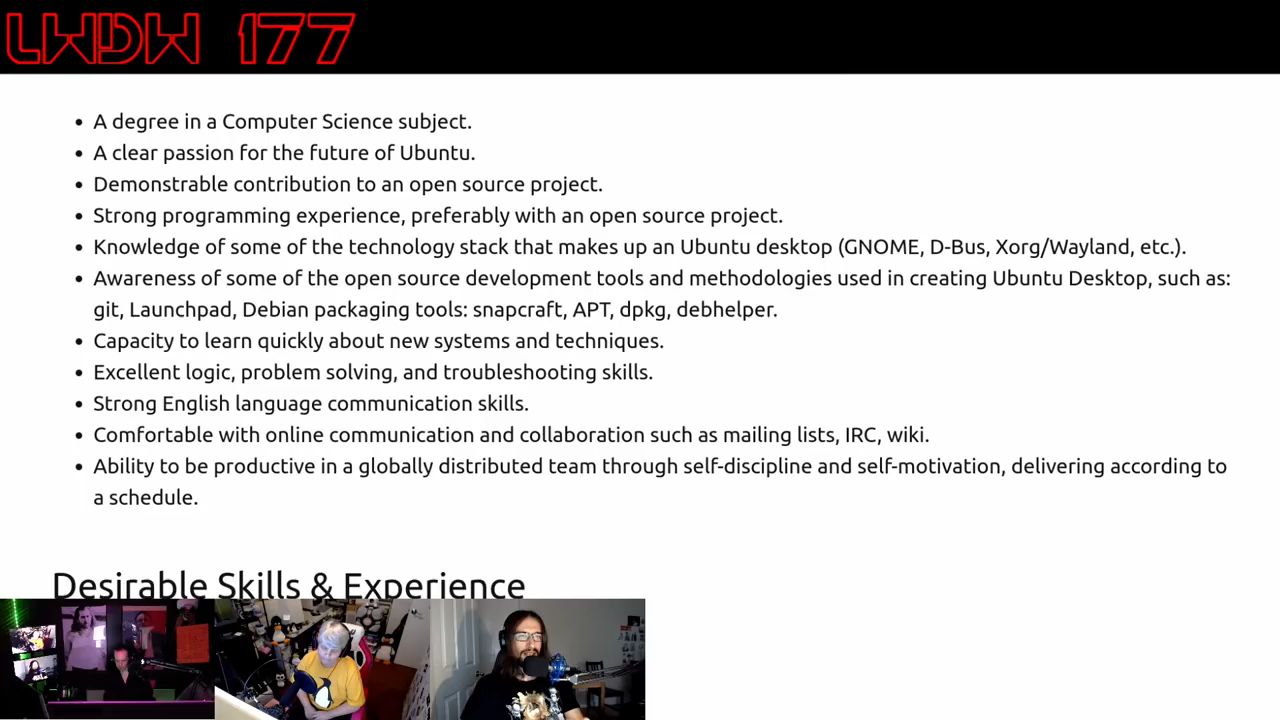 LWDW 177
• A degree in a Computer Science subject.
• A clear passion for the future of Ubuntu.
• Demonstrable contribution to an open source project.
• Strong programming experience, preferably with an open source project.
• Knowledge of some of the technology stack that makes up an Ubuntu desktop (GNOME, D-Bus, Xorg/Wayland, etc.).
• Awareness of some of the open source development tools and methodologies used in creating Ubuntu Desktop, such as:
git, Launchpad, Debian packaging tools: snapcraft, APT, dpkg, debhelper.
• Capacity to learn quickly about new systems and techniques.
• Excellent logic, problem solving, and troubleshooting skills.
• Strong English language communication skills.
• Comfortable with online communication and collaboration such as mailing lists, IRC, wiki.
• Ability to be productive in a globally distributed team through self-discipline and self-motivation, delivering according to
a schedule.
Desirable Skills & Experience